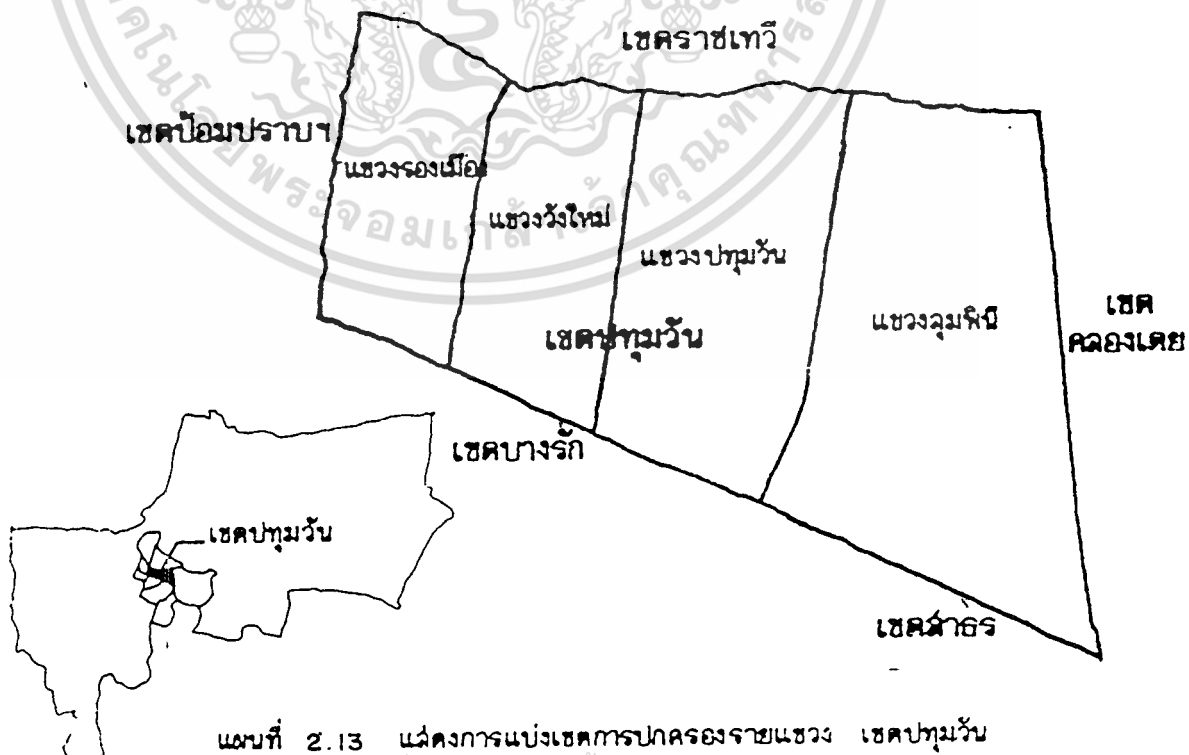 เขตราชเทวี
เขตป้อมปราบฯ
แขวงรองเมือง
แขวงวังใหม่
แขวงปทุมวัน
แขวงลุมพินี
เขต
คลองเตย
เขตปทุมวัน
เขตบางรัก
เขตปทุมวัน
เขตสาธร
แผนที่ 2.13 แสดงการแบ่งเขตการปกครองรายแขวง เขตปทุมวัน